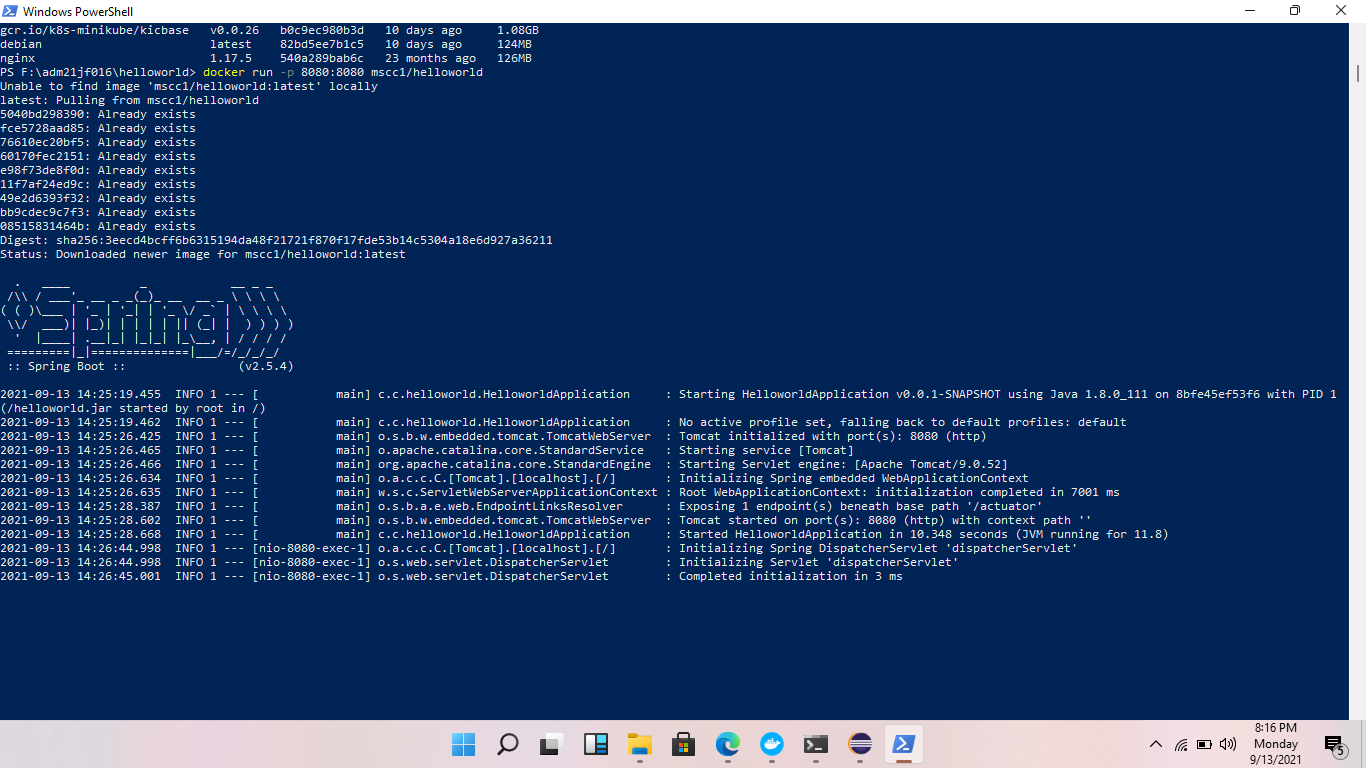 Windows PowerShell
gcr.io/k8s-minikube/kicbase   v0.0.26   b0c9ec980b3d   10 days ago     1.08GB
debian                        latest    82bd5ee7b1c5   10 days ago     124MB
nginx                         1.17.5    540a289bab6c   23 months ago   126MB
PS F:\adm21jf016\helloworld> docker run -p 8080:8080 mscc1/helloworld
Unable to find image 'mscc1/helloworld:latest' locally
latest: Pulling from mscc1/helloworld
5040bd298390: Already exists
fce5728aad85: Already exists
76610ec20bf5: Already exists
60170fec2151: Already exists
e98f73de8f0d: Already exists
11f7af24ed9c: Already exists
49e2d6393f32: Already exists
bb9cdec9c7f3: Already exists
08515831464b: Already exists
Digest: sha256:3eecd4bcff6b6315194da48f21721f870f17fde53b14c5304a18e6d927a36211
Status: Downloaded newer image for mscc1/helloworld:latest
  .   ____          _            __ _ _
 /\\ / ___'_ __ _ _(_)_ __  __ _ \ \ \ \
( ( )\___ | '_ | '_| | '_ \/ _` | \ \ \ \
 \\/  ___)| |_)| | | | | || (_| |  ) ) ) )
  '  |____| .__|_| |_|_| |_\__, | / / / /
 =========|_|==============|___/=/_/_/_/
 :: Spring Boot ::                (v2.5.4)
2021-09-13 14:25:19.455  INFO 1 --- [           main] c.c.helloworld.HelloworldApplication     : Starting HelloworldApplication v0.0.1-SNAPSHOT using Java 1.8.0_111 on 8bfe45ef53f6 with PID 1
(/helloworld.jar started by root in /)
2021-09-13 14:25:19.462  INFO 1 --- [           main] c.c.helloworld.HelloworldApplication     : No active profile set, falling back to default profiles: default
2021-09-13 14:25:26.425  INFO 1 --- [           main] o.s.b.w.embedded.tomcat.TomcatWebServer  : Tomcat initialized with port(s): 8080 (http)
2021-09-13 14:25:26.465  INFO 1 --- [           main] o.apache.catalina.core.StandardService   : Starting service [Tomcat]
2021-09-13 14:25:26.466  INFO 1 --- [           main] org.apache.catalina.core.StandardEngine  : Starting Servlet engine: [Apache Tomcat/9.0.52]
2021-09-13 14:25:26.634  INFO 1 --- [           main] o.a.c.c.C.[Tomcat].[localhost].[/]       : Initializing Spring embedded WebApplicationContext
2021-09-13 14:25:26.635  INFO 1 --- [           main] w.s.c.ServletWebServerApplicationContext : Root WebApplicationContext: initialization completed in 7001 ms
2021-09-13 14:25:28.387  INFO 1 --- [           main] o.s.b.a.e.web.EndpointLinksResolver      : Exposing 1 endpoint(s) beneath base path '/actuator'
2021-09-13 14:25:28.602  INFO 1 --- [           main] o.s.b.w.embedded.tomcat.TomcatWebServer  : Tomcat started on port(s): 8080 (http) with context path ''
2021-09-13 14:25:28.668  INFO 1 --- [           main] c.c.helloworld.HelloworldApplication     : Started HelloworldApplication in 10.348 seconds (JVM running for 11.8)
2021-09-13 14:26:44.998  INFO 1 --- [nio-8080-exec-1] o.a.c.c.C.[Tomcat].[localhost].[/]       : Initializing Spring DispatcherServlet 'dispatcherServlet'
2021-09-13 14:26:44.998  INFO 1 --- [nio-8080-exec-1] o.s.web.servlet.DispatcherServlet        : Initializing Servlet 'dispatcherServlet'
2021-09-13 14:26:45.001  INFO 1 --- [nio-8080-exec-1] o.s.web.servlet.DispatcherServlet        : Completed initialization in 3 ms
8:16 PM
Monday
9/13/2021
5